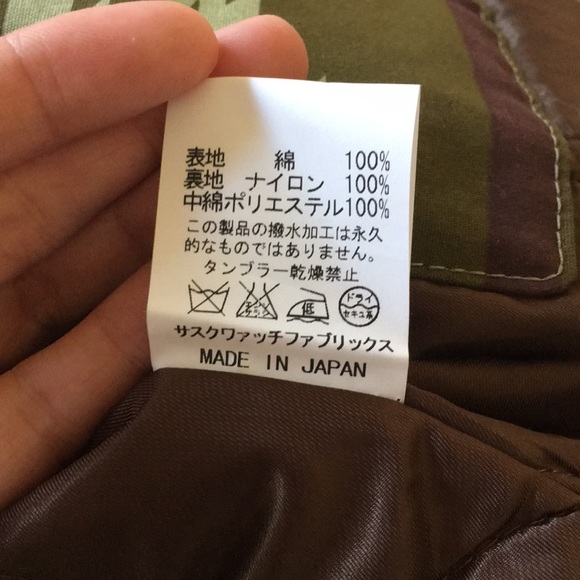 表地 綿 100%
裏地 ナイロン 100%
中綿ポリエステル100%
この製品の撥水加工は永久
的なものではありません。
タンブラー乾燥禁止
低
ドライ
セキユ系
サスクワァッチファブリックス
MADE IN JAPAN